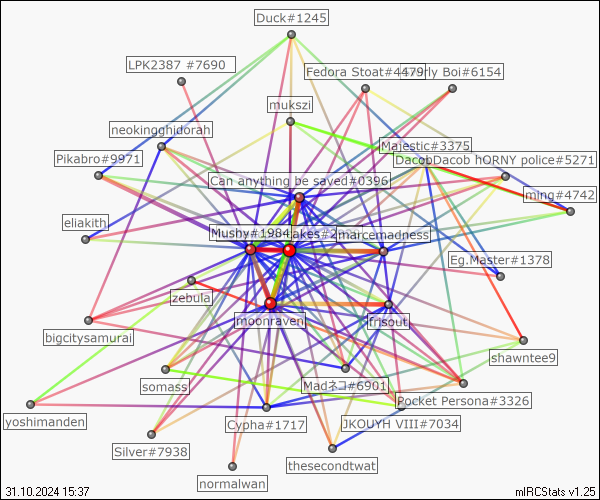 Duck#1245
LPK2387 #7690
Fedora Stoat#4479
rly Boi#6154
mukszi
neokingghidorah
Majestic#3375
Pikabro#9971
DacobDacob hORNY police#5271
Can anything be saved#0396
ming#4742
eliakith
Mushy#1984
akes#2
marcemadness
Eg.Master#1378
zebula
moonraven
frisout
bigcitysamurai
shawntee9
somass
Madネコ#6901
Rocket Persona#3326
yoshimanden
Cypha#1717
JKOUYH VIII#7034
Silver#7938
thesecondtwat
normalwan
31.10.2024 15:37
mIRCStats v1.25